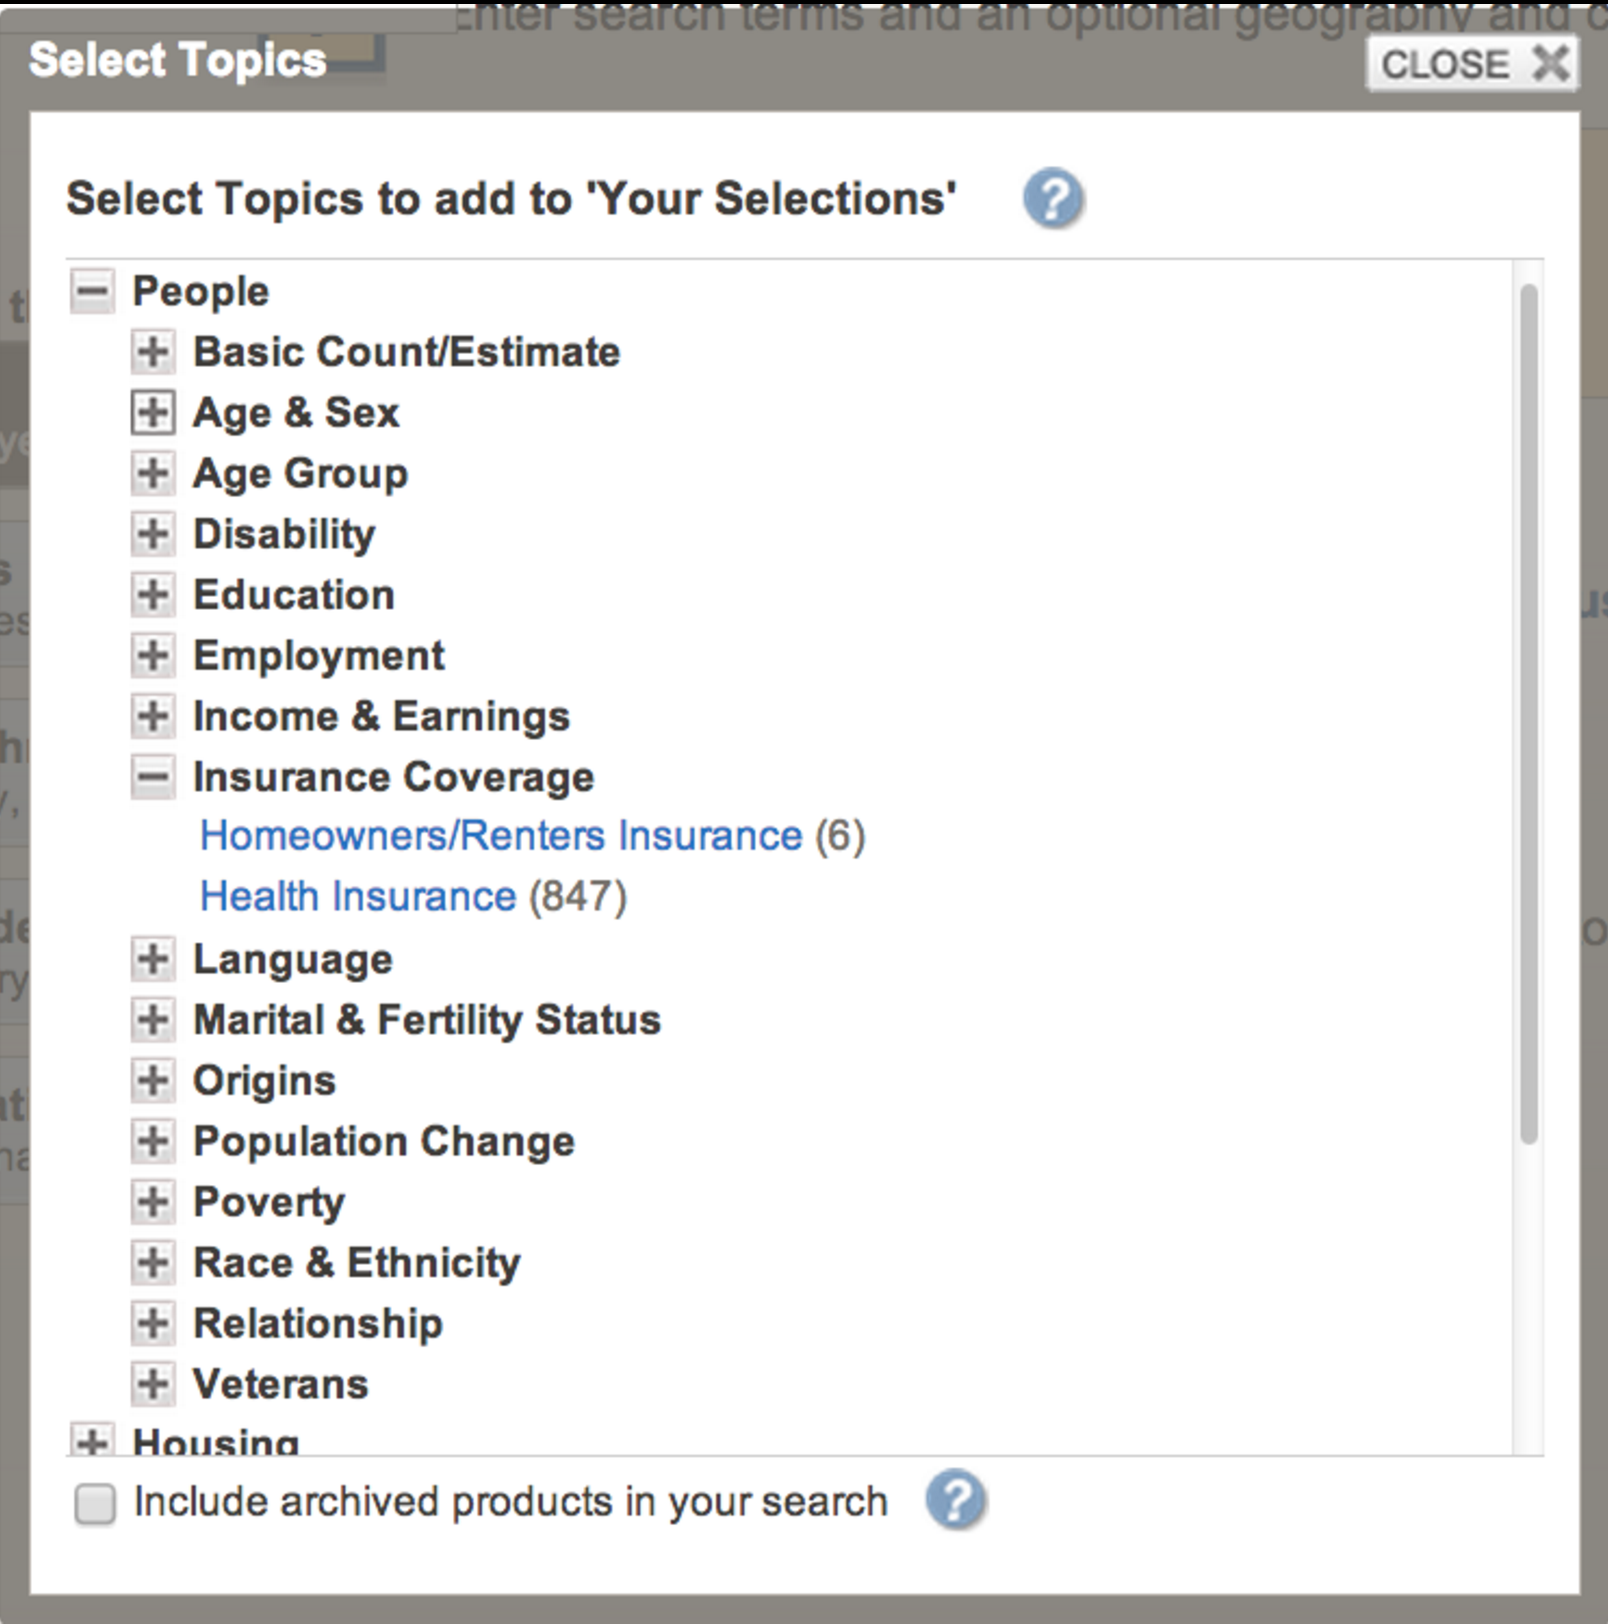 Enter search terms and an optional geography and
Select Topics
CLOSE
Select Topics to add to 'Your Selections'
People
Basic Count/Estimate
Age & Sex
Age Group
Disability
Education
Employment
Income & Earnings
Insurance Coverage
Homeowners/Renters Insurance (6)
Health Insurance (847)
Language
Marital & Fertility Status
Origins
Population Change
Poverty
Race & Ethnicity
Relationship
Veterans
Housing
Include archived products in your search